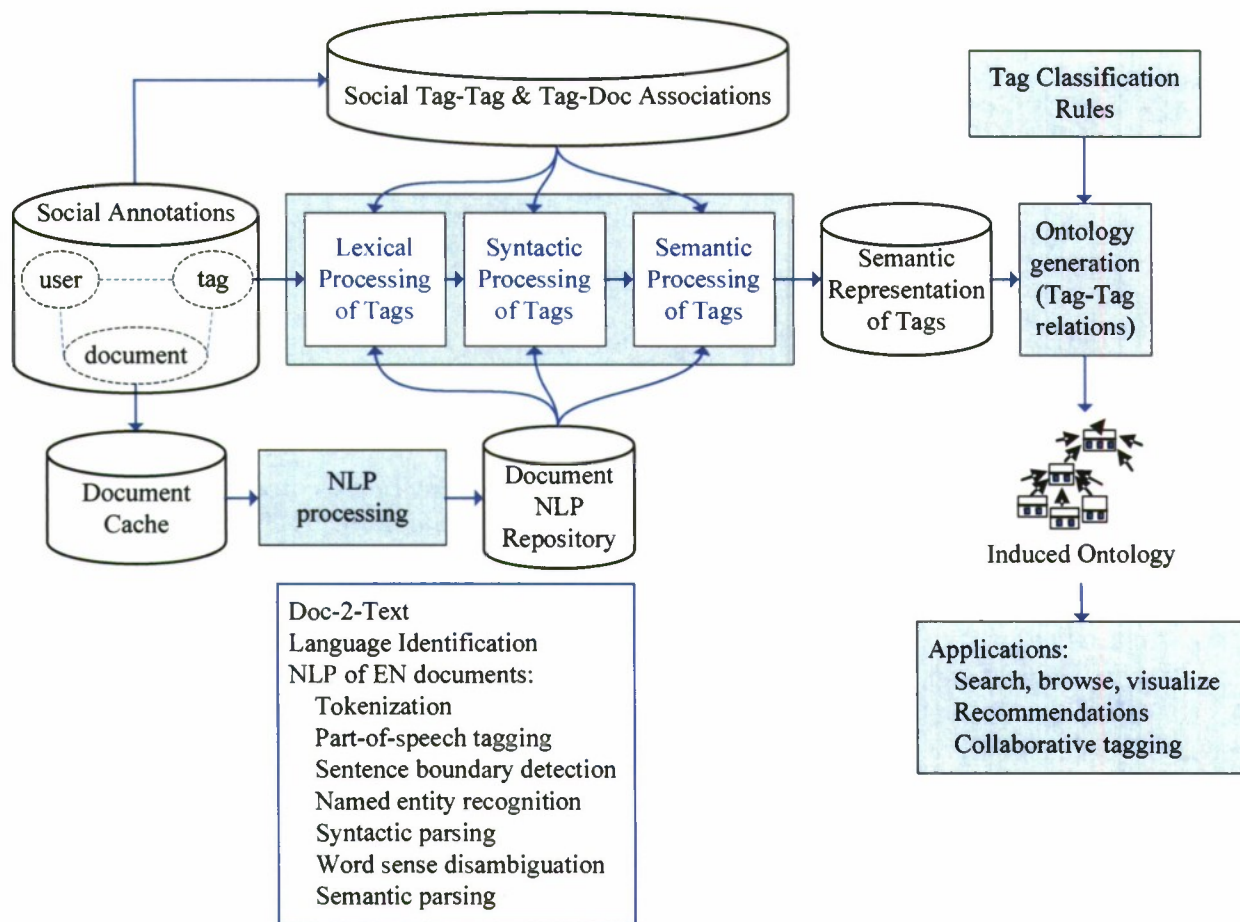 Social Tag-Tag & Tag-Doc Associations
Tag Classification
Rules
Social Annotations
user
tag
document
Lexical
Processing
of Tags
Syntactic
Processing
of Tags
Semantic
Processing
of Tags
Semantic
Representation
of Tags
Ontology
generation
(Tag-Tag
relations)
Document
Cache
NLP
processing
Document
NLP
Repository
Induced Ontology
Doc-2-Text
Language Identification
NLP of EN documents:
Tokenization
Part-of-speech tagging
Sentence boundary detection
Named entity recognition
Syntactic parsing
Word sense disambiguation
Semantic parsing
Applications:
Search, browse, visualize
Recommendations
Collaborative tagging